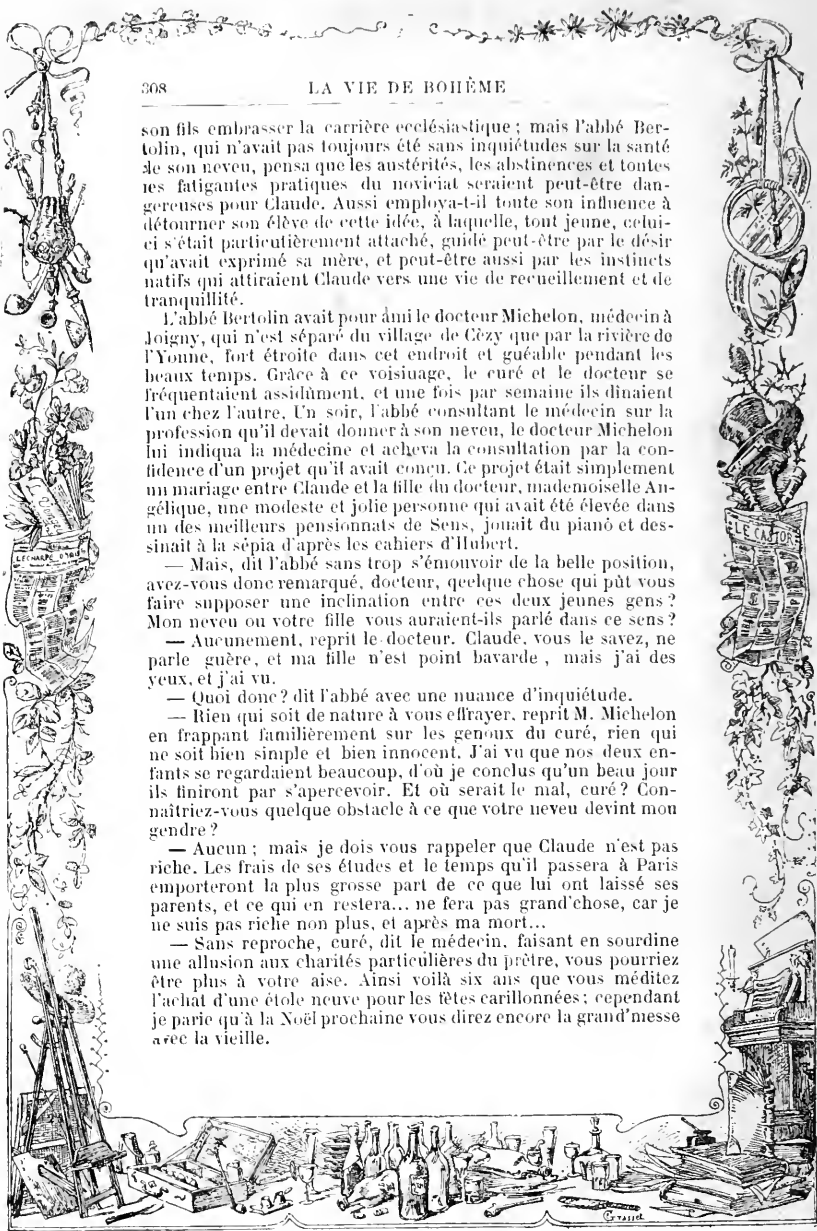 308
LA VIE DE BOHÈME
son fils embrasser la carrière ecclésiastique ; mais l'abbé Ber-
tolin, qui n'avait pas toujours été sans inquiétudes sur la santé
de son neveu, pensa que les austérités, les abstinences et toutes
les fatigantes pratiques du noviciat seraient peut-être dan-
gereuses pour Claude. Aussi employa-t-il toute son influence à
détourner son élève de cette idée, à laquelle, tout jeune, celui-
ci s'était particulièrement attaché, guidé peut-être par le désir
qu'avait exprimé sa mère, et peut-être aussi par les instincts
natifs qui attiraient Claude vers une vie de recueillement et de
tranquillité.
L'abbé Bertolin avait pour ami le docteur Michelon, médecin à
Joigny, qui n'est séparé du village de Cèzy que par la rivière de
l'Yonne, fort étroite dans cet endroit et guéable pendant les
beaux temps. Grâce à ce voisinage, le curé et le docteur se
fréquentaient assidûment, et une fois par semaine ils dînaient
l'un chez l'autre. Un soir, l'abbé consultant le médecin sur la
profession qu'il devait donner à son neveu, le docteur Michelon
lui indiqua la médecine et acheva la consultation par la con-
fidence d'un projet qu'il avait conçu. Ce projet était simplement
un mariage entre Claude et la fille du docteur, mademoiselle An-
gélique, une modeste et jolie personne qui avait été élevée dans
un des meilleurs pensionnats de Sens, jouait du piano et des-
sinait à la sépia d'après les cahiers d'Hubert.
— Mais, dit l'abbé sans trop s'émouvoir de la belle position,
avez-vous donc remarqué, docteur, qeelque chose qui pût vous
faire supposer une inclination entre ces deux jeunes gens ?
Mon neveu ou votre fille vous auraient-ils parlé dans ce sens ?
— Aucunement, reprit le docteur. Claude, vous le savez, ne
parle guère, et ma fille n'est point bavarde , mais j'ai des
yeux, et j'ai vu.
— Quoi donc ? dit l'abbé avec une nuance d'inquiétude.
— Rien qui soit de nature à vous effrayer, reprit M. Michelon
en frappant familièrement sur les genoux du curé, rien qui
ne soit bien simple et bien innocent. J'ai vu que nos deux en-
fants se regardaient beaucoup, d'où je conclus qu'un beau jour
ils finiront par s'apercevoir. Et où serait le mal, curé ? Con-
naîtriez-vous quelque obstacle à ce que votre neveu devint mon
gendre ?
— Aucun ; mais je dois vous rappeler que Claude n'est pas
riche. Les frais de ses études et le temps qu'il passera à Paris
emporteront la plus grosse part de ce que lui ont laissé ses
parents, et ce qui en restera... ne fera pas grand'chose, car je
ne suis pas riche non plus, et après ma mort...
— Sans reproche, curé, dit le médecin, faisant en sourdine
une allusion aux charités particulières du prêtre, vous pourriez
être plus à votre aise. Ainsi voilà six ans que vous méditez
l'achat d'une étole neuve pour les fêtes carillonnées ; cependant
je parie qu'à la Noël prochaine vous direz encore la grand'messe
avec la vieille.
LECHARPE
LE CASTOR
Grasset